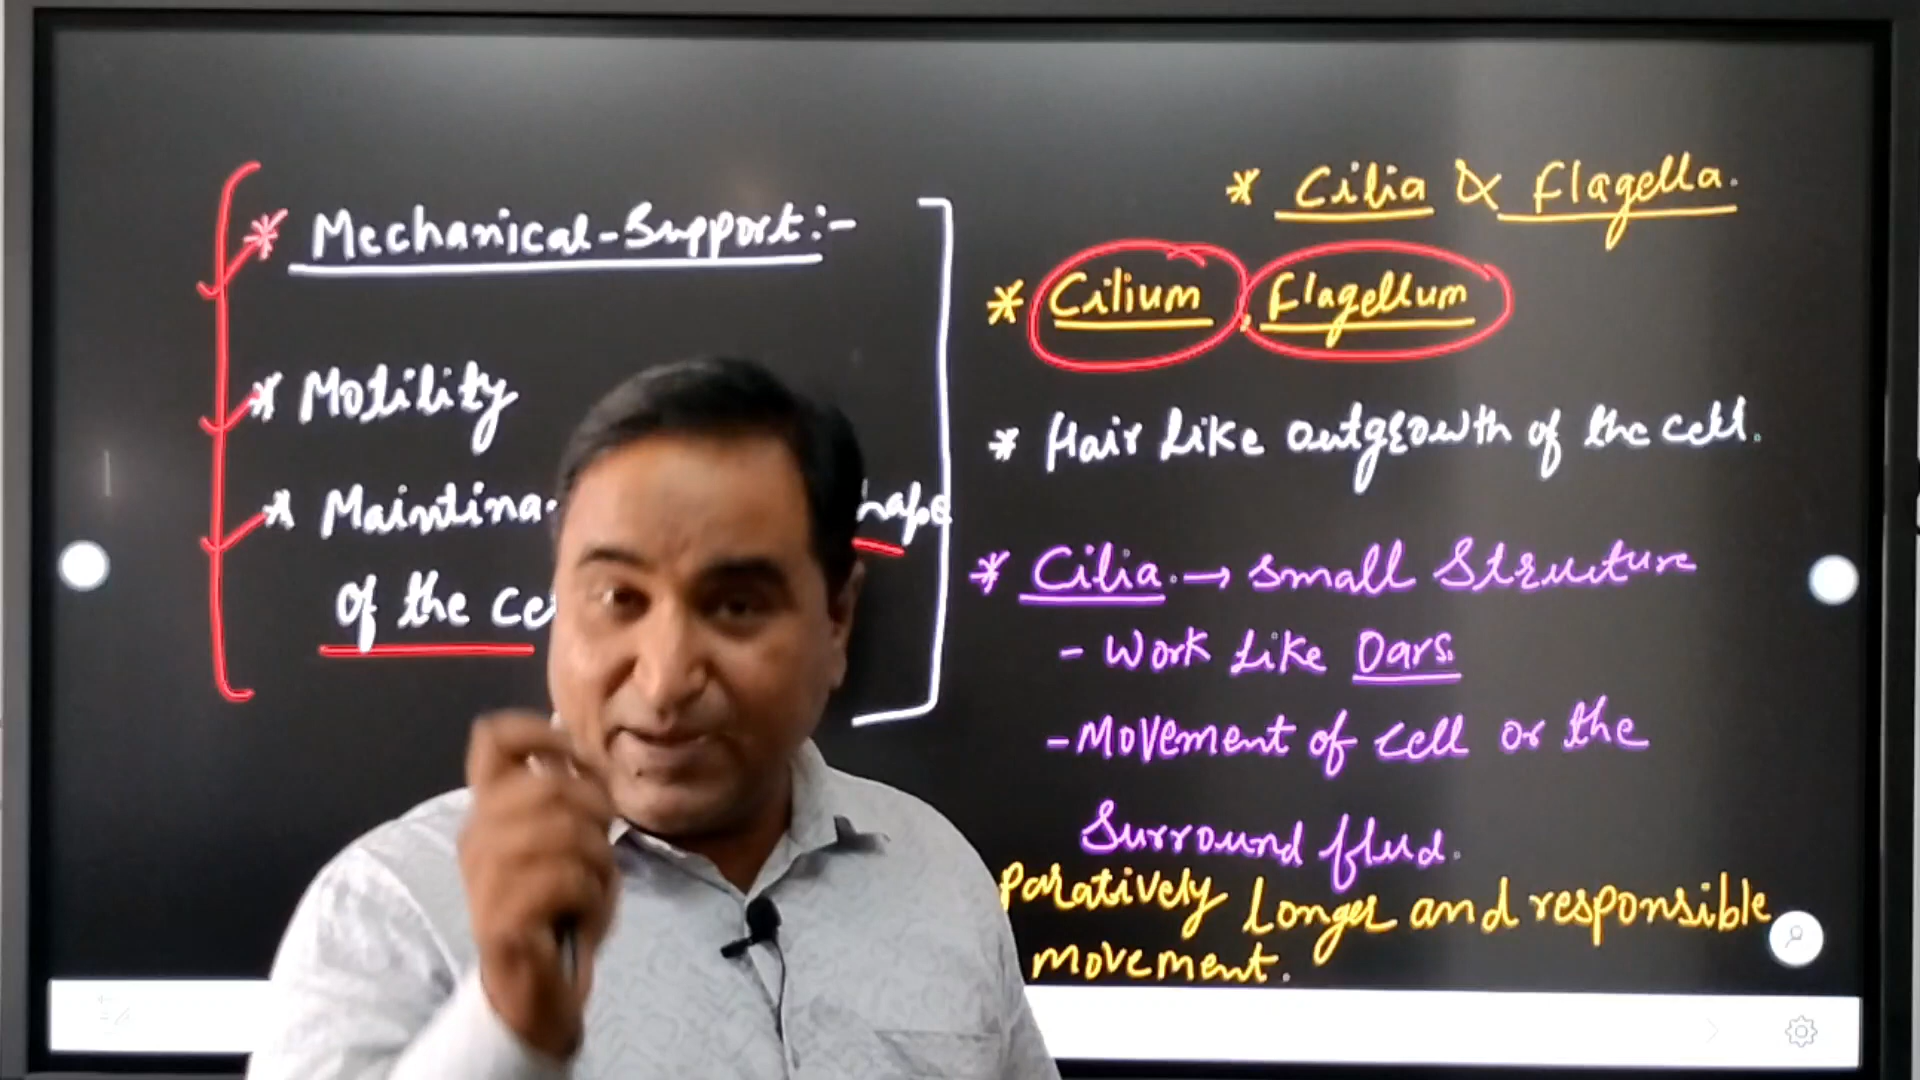 * Mechanical-Support:-
* Motility
* Maintina
of the ce
* Cilia & Flagella.
* Cilium, Flagellum
* Hair Like outgrowth of the cell.
* Cilia. → Small Structure
- Work Like Oars.
- Movement of cell or the
Surround flud.
paratively Longer and responsible
movement.